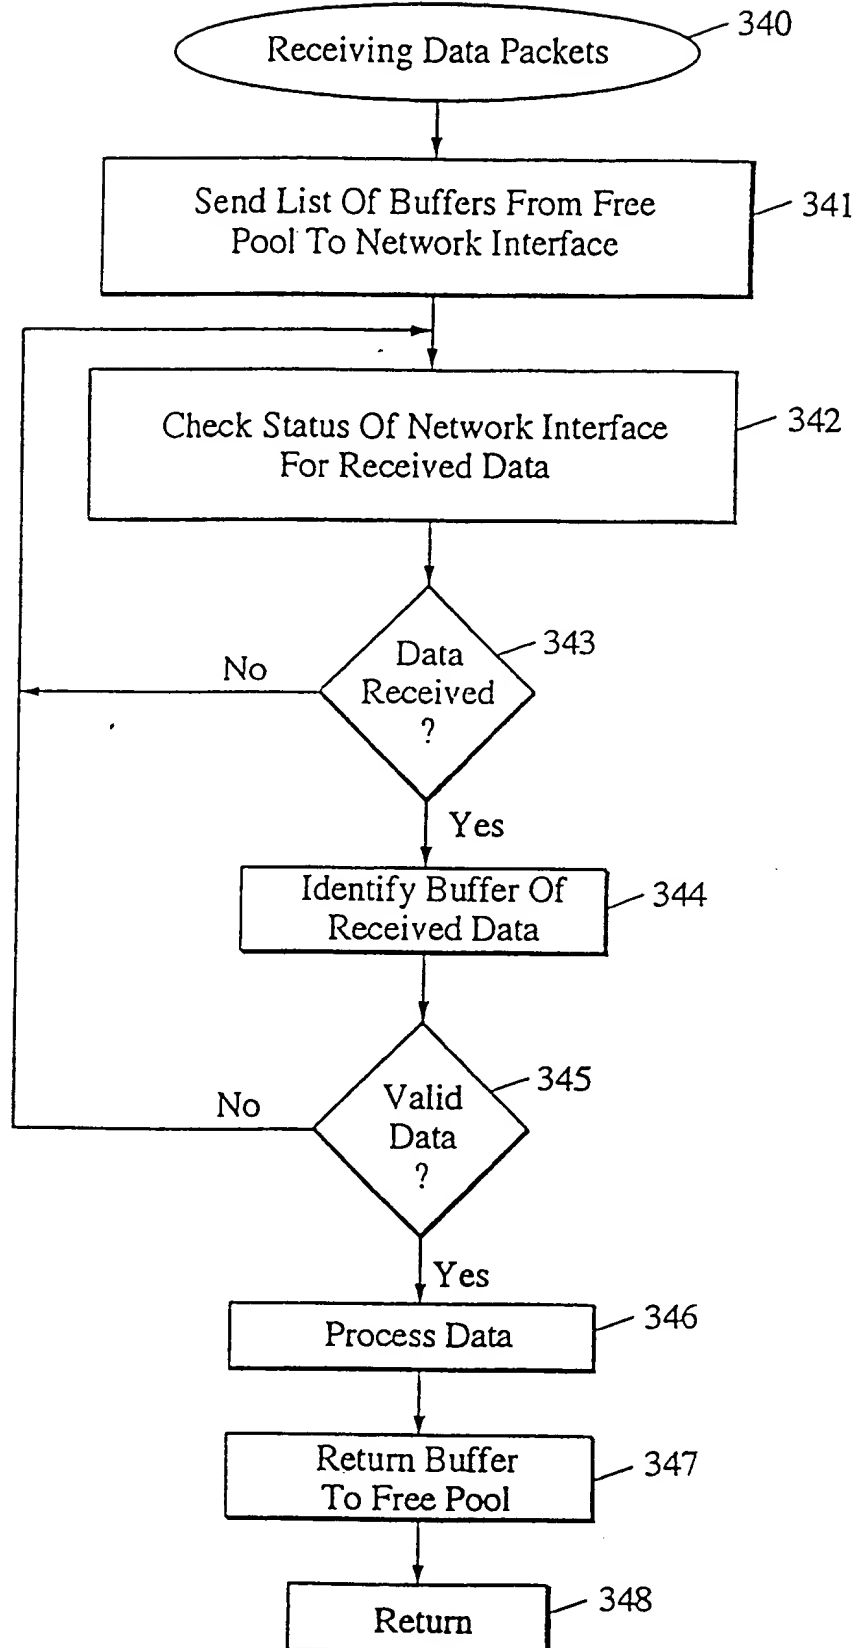 340
Receiving Data Packets
341
Send List Of Buffers From Free
Pool To Network Interface
342
Check Status Of Network Interface
For Received Data
343
Data
Received
?
No
Yes
344
Identify Buffer Of
Received Data
345
Valid
Data
?
No
Yes
346
Process Data
347
Return Buffer
To Free Pool
348
Return